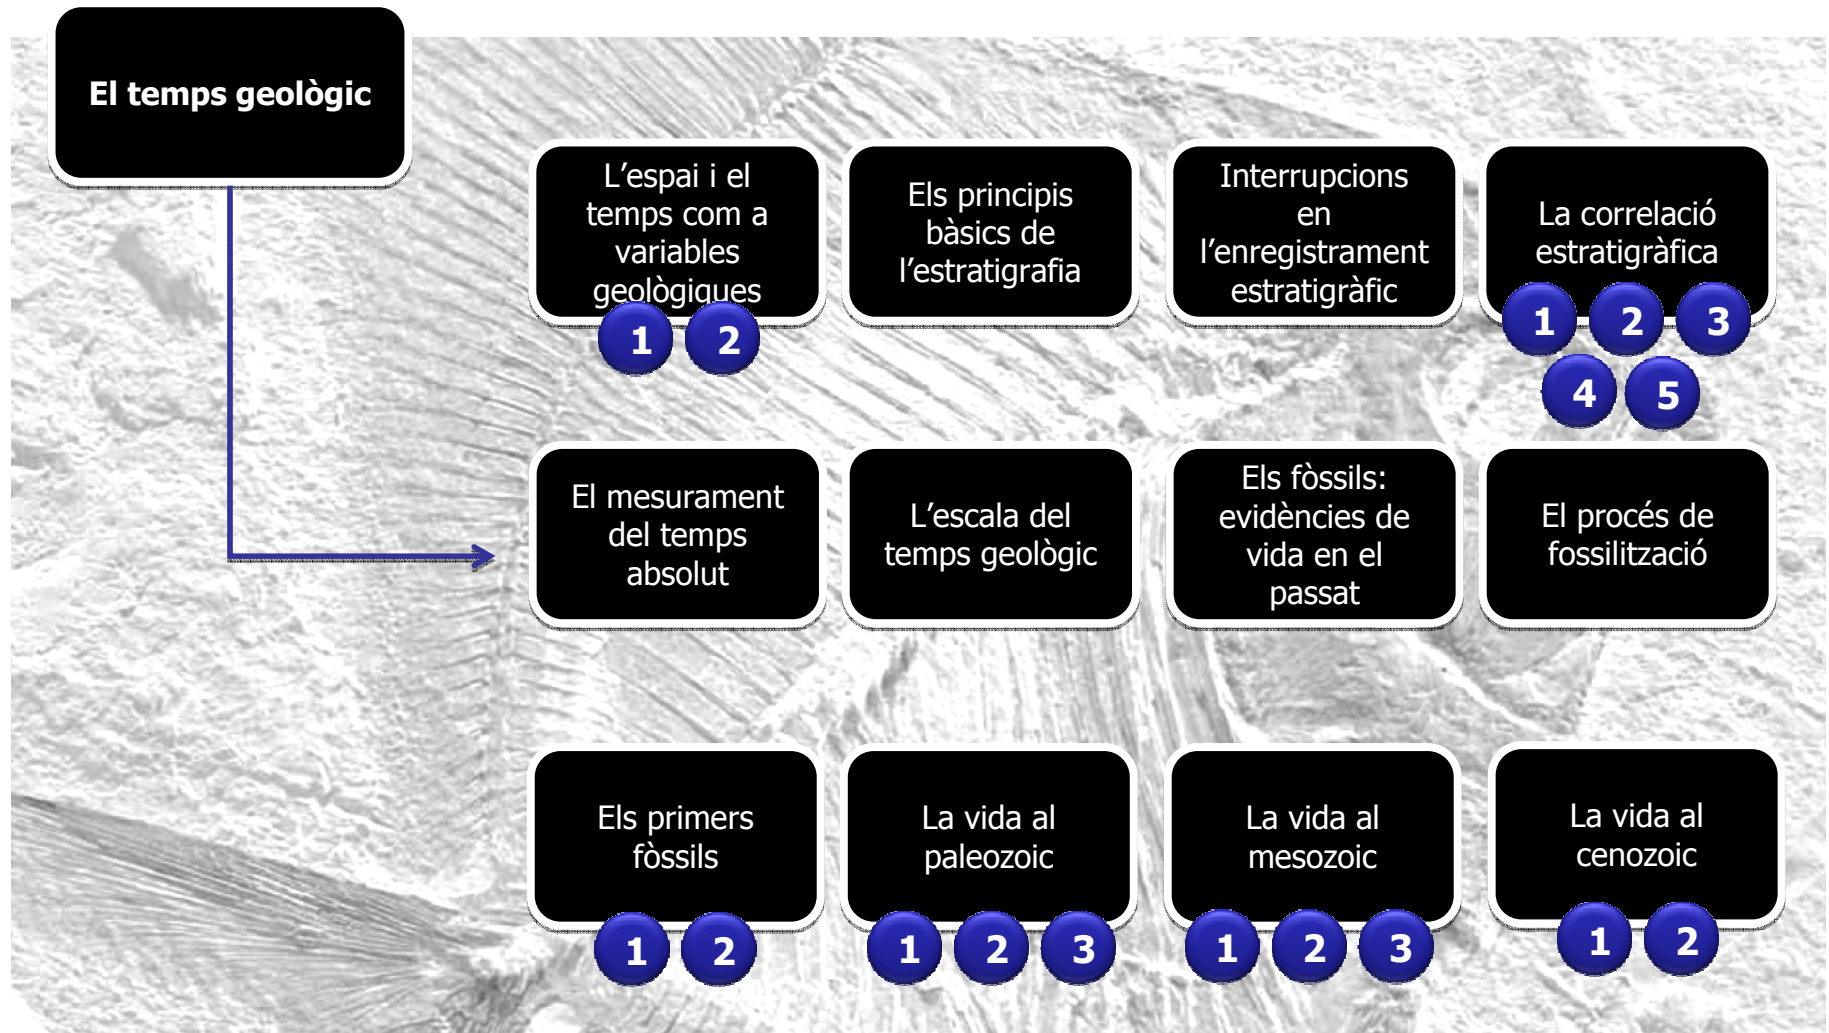 El temps geològic
L'espai i el
temps com a
variables
geològiques
1 2
Els principis
bàsics de
l'estratigrafia
Interrupcions
en
l'enregistrament
estratigràfic
La correlació
estratigràfica
1 2 3
4 5
El mesurament
del temps
absolut
L'escala del
temps geològic
Els fòssils:
evidències de
vida en el
passat
El procés de
fossilització
Els primers
fòssils
1 2
La vida al
paleozoic
1 2 3
La vida al
mesozoic
1 2 3
La vida al
cenozoic
1 2